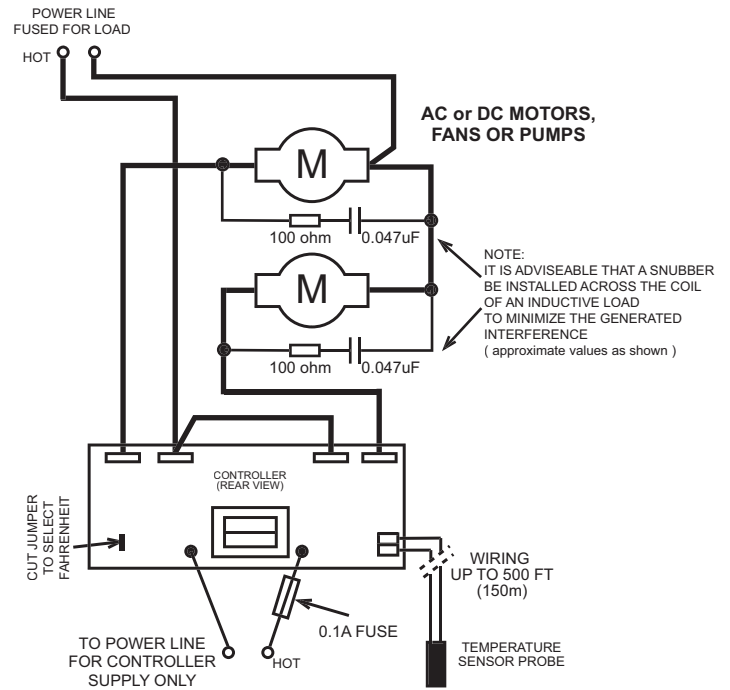 POWER LINE
FUSED FOR LOAD
HOT
AC or DC MOTORS,
FANS OR PUMPS
M
100 ohm
0.047uF
M
100 ohm
0.047uF
NOTE:
IT IS ADVISEABLE THAT A SNUBBER
BE INSTALLED ACROSS THE COIL
OF AN INDUCTIVE LOAD
TO MINIMIZE THE GENERATED
INTERFERENCE
( approximate values as shown )
CONTROLLER
(REAR VIEW)
CUT JUMPER
TO SELECT
FAHRENHEIT
WIRING
UP TO 500 FT
(150m)
0.1A FUSE
TO POWER LINE
FOR CONTROLLER
SUPPLY ONLY
HOT
TEMPERATURE
SENSOR PROBE